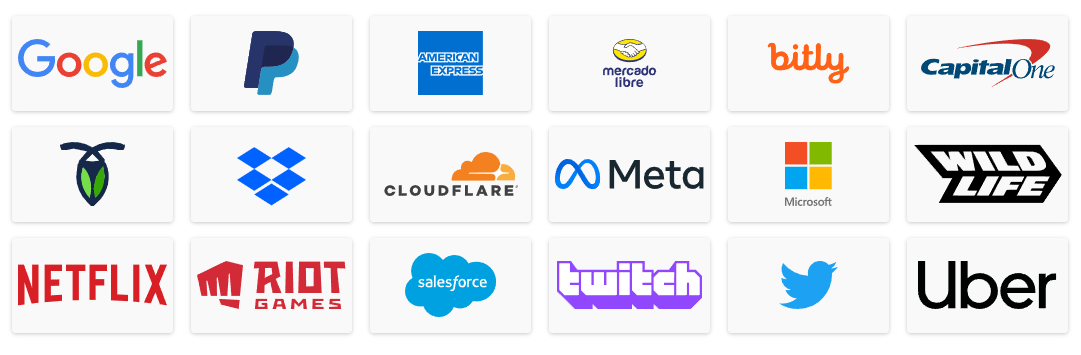 Google
AMERICAN
EXPRESS
mercado
libre
bitly
CapitalOne
CLOUDFLARE
Meta
Microsoft
WILD
LIFE
NETFLIX
RIOT
GAMES
salesforce
twitch
Uber